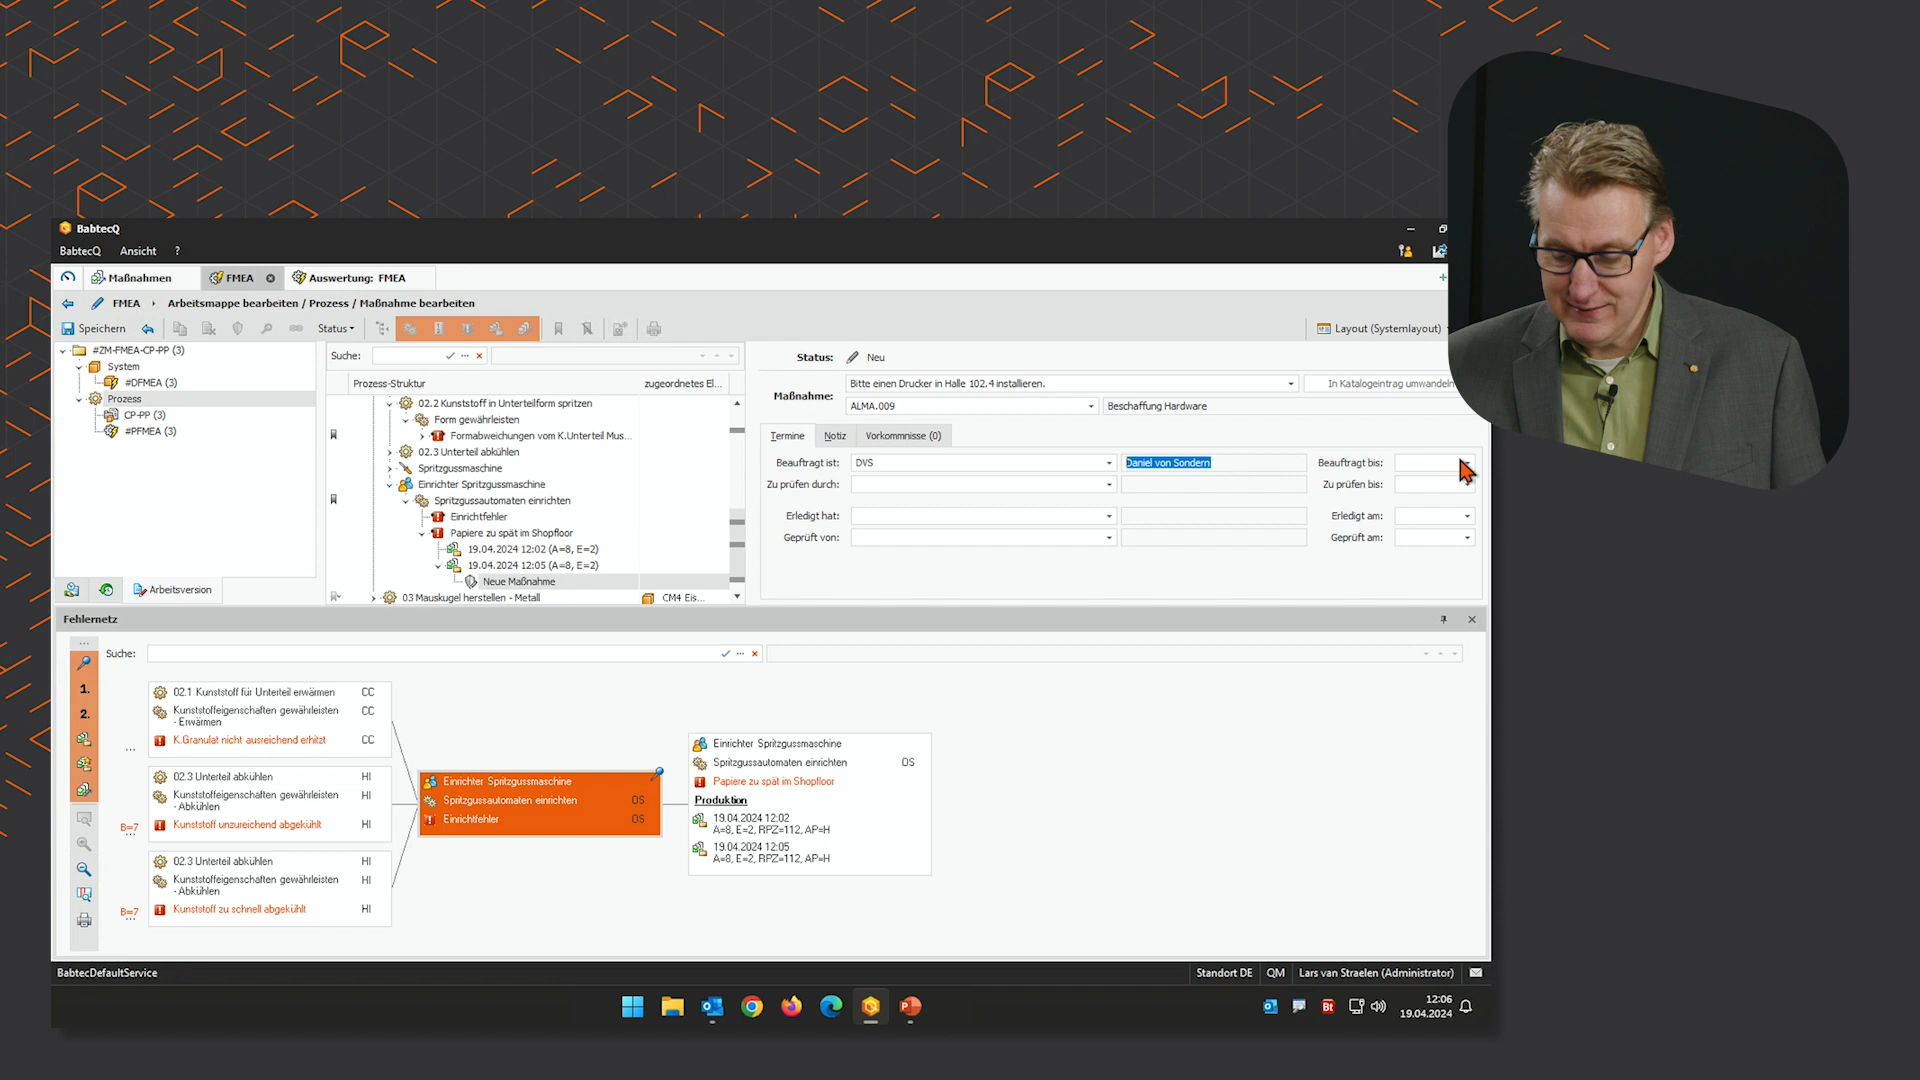 BabtecQ
BabtecQ Ansicht ?
Maßnahmen FMEA Auswertung: FMEA
FMEA Arbeitsmappe bearbeiten / Prozess / Maßnahme bearbeiten
Speichern Status Layout (Systemlayout)
#ZM-FMEA-CP-PP (3)
System
#DFMEA (3)
Prozess
CP-PP (3)
#PFMEA (3)
Arbeitsversion
Suche:
Prozess-Struktur zugeordnetes El...
02.2 Kunststoff in Unterteilform spritzen
Form gewährleisten
Formabweichungen vom K.Unterteil Mus...
02.3 Unterteil abkühlen
Spritzgussmaschine
Einrichter Spritzgussmaschine
Spritzgussautomaten einrichten
Einrichtfehler
Papiere zu spät im Shopfloor
19.04.2024 12:02 (A=8, E=2)
19.04.2024 12:05 (A=8, E=2)
Neue Maßnahme
03 Mauskugel herstellen - Metall CM4 Eis...
Status: Neu
Maßnahme: Bitte einen Drucker in Halle 102.4 installieren. In Katalogeintrag umwandeln
ALMA.009 Beschaffung Hardware
Termine Notiz Vorkommnisse (0)
Beauftragt ist: DVS Daniel von Sondern Beauftragt bis:
Zu prüfen durch: Zu prüfen bis:
Erledigt hat: Erledigt am:
Geprüft von: Geprüft am:
Fehlernetz
Suche:
1.
2.
02.1 Kunststoff für Unterteil erwärmen CC
Kunststoffeigenschaften gewährleisten CC
- Erwärmen
K.Granulat nicht ausreichend erhitzt CC
...
02.3 Unterteil abkühlen HI
Kunststoffeigenschaften gewährleisten HI
- Abkühlen
B=7 Kunststoff unzureichend abgekühlt HI
...
02.3 Unterteil abkühlen HI
Kunststoffeigenschaften gewährleisten HI
- Abkühlen
B=7 Kunststoff zu schnell abgekühlt HI
...
Einrichter Spritzgussmaschine
Spritzgussautomaten einrichten OS
Einrichtfehler OS
Einrichter Spritzgussmaschine
Spritzgussautomaten einrichten OS
Papiere zu spät im Shopfloor
Produktion
19.04.2024 12:02
A=8, E=2, RPZ=112, AP=H
19.04.2024 12:05
A=8, E=2, RPZ=112, AP=H
BabtecDefaultService Standort DE QM Lars van Straelen (Administrator)
P Bt 12:06
19.04.2024